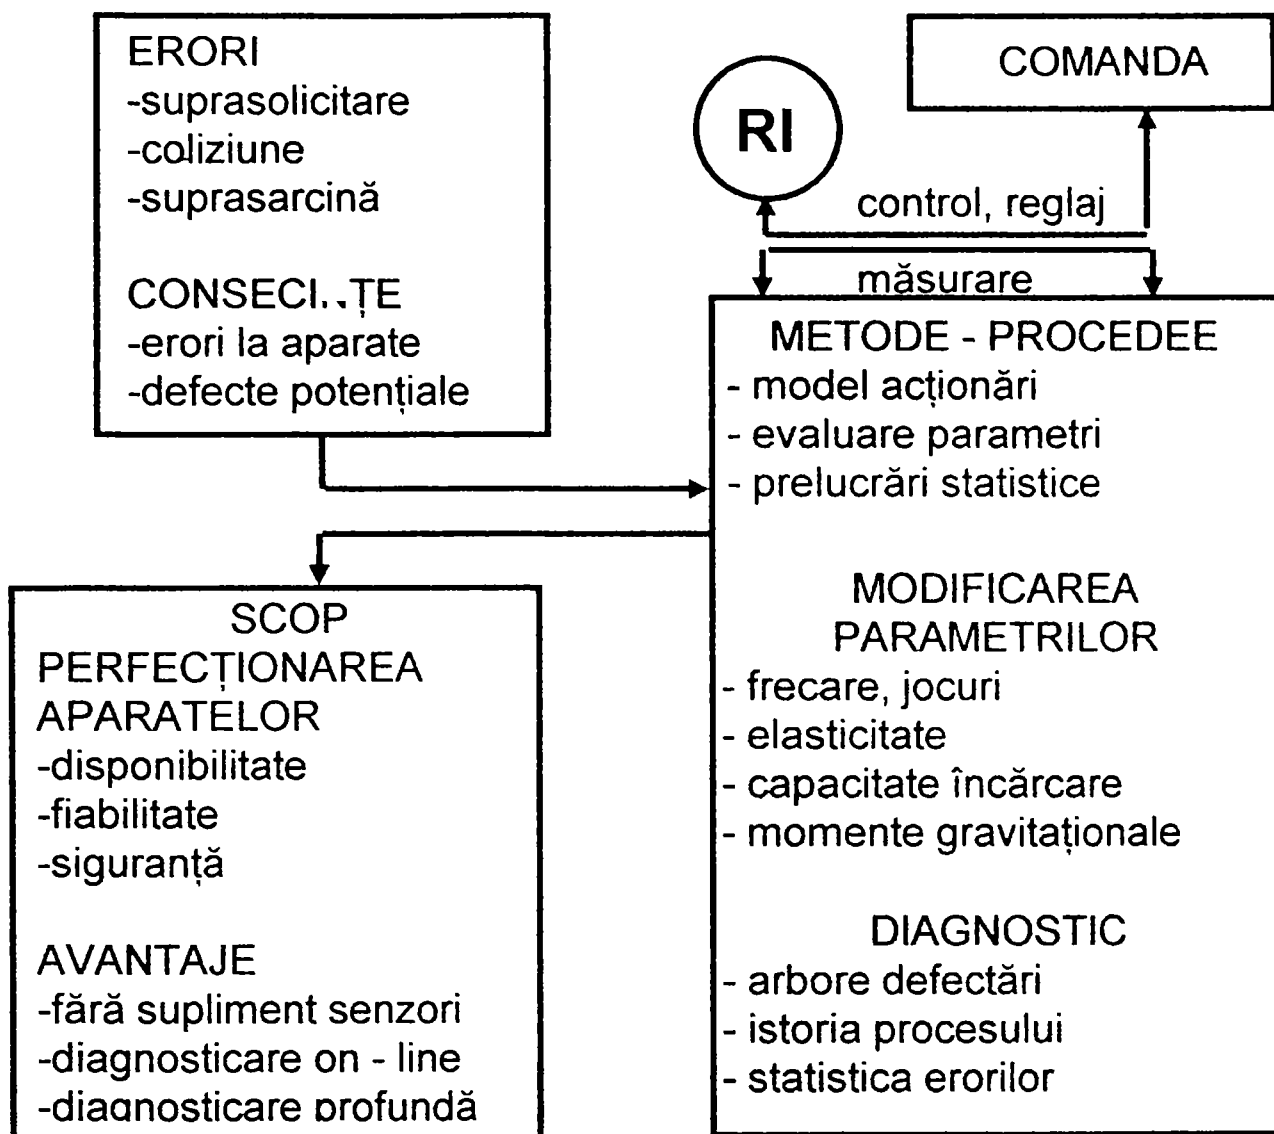 ERORI
-suprasolicitare
-coliziune
-suprasarcină
CONSECI..ȚE
-erori la aparate
-defecte potențiale
RI
COMANDA
control, reglaj
măsurare
METODE - PROCEDEE
- model acționări
- evaluare parametri
- prelucrări statistice
MODIFICAREA
PARAMETRILOR
- frecare, jocuri
- elasticitate
- capacitate încărcare
- momente gravitaționale
DIAGNOSTIC
- arbore defectări
- istoria procesului
- statistica erorilor
SCOP
PERFECȚIONAREA
APARATELOR
-disponibilitate
-fiabilitate
-siguranță
AVANTAJE
-fără supliment senzori
-diagnosticare on - line
-diagnosticare profundă